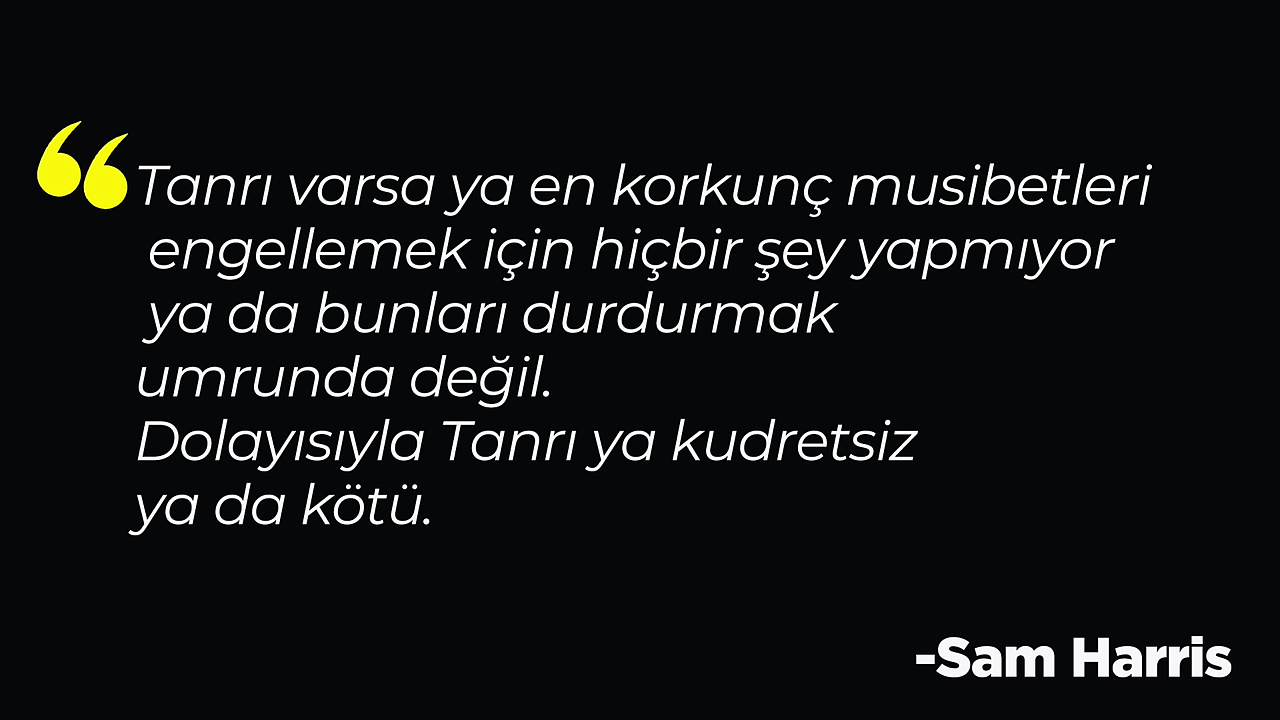 “Tanrı varsa ya en korkunç musibetleri
engellemek için hiçbir şey yapmıyor
ya da bunları durdurmak
umrunda değil.
Dolayısıyla Tanrı ya kudretsiz
ya da kötü.
-Sam Harris